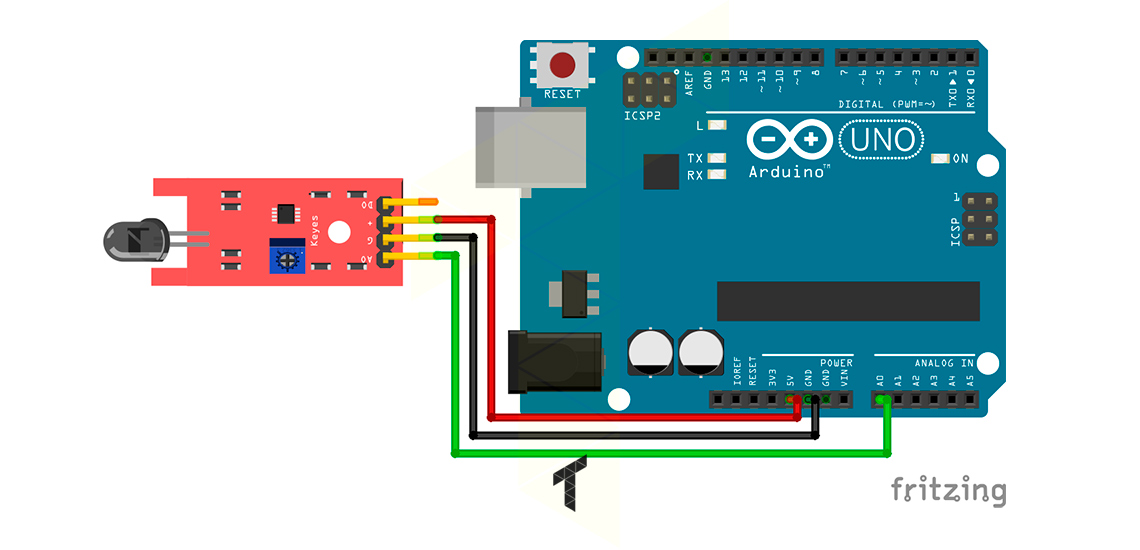 RESET
ICSP2
AREF
GND
13
12
~11
~10
~9
8
7
~6
~5
4
~3
2
TX0▶1
RX0◀0
DIGITAL (PWM=~)
L
TX
RX
UNO
Arduino™
ON
1
ICSP
Keyes
DO
+
G
AO
POWER
ANALOG IN
IOREF
RESET
3V3
5V
GND
GND
VIN
A0
A1
A2
A3
A4
A5
fritzing